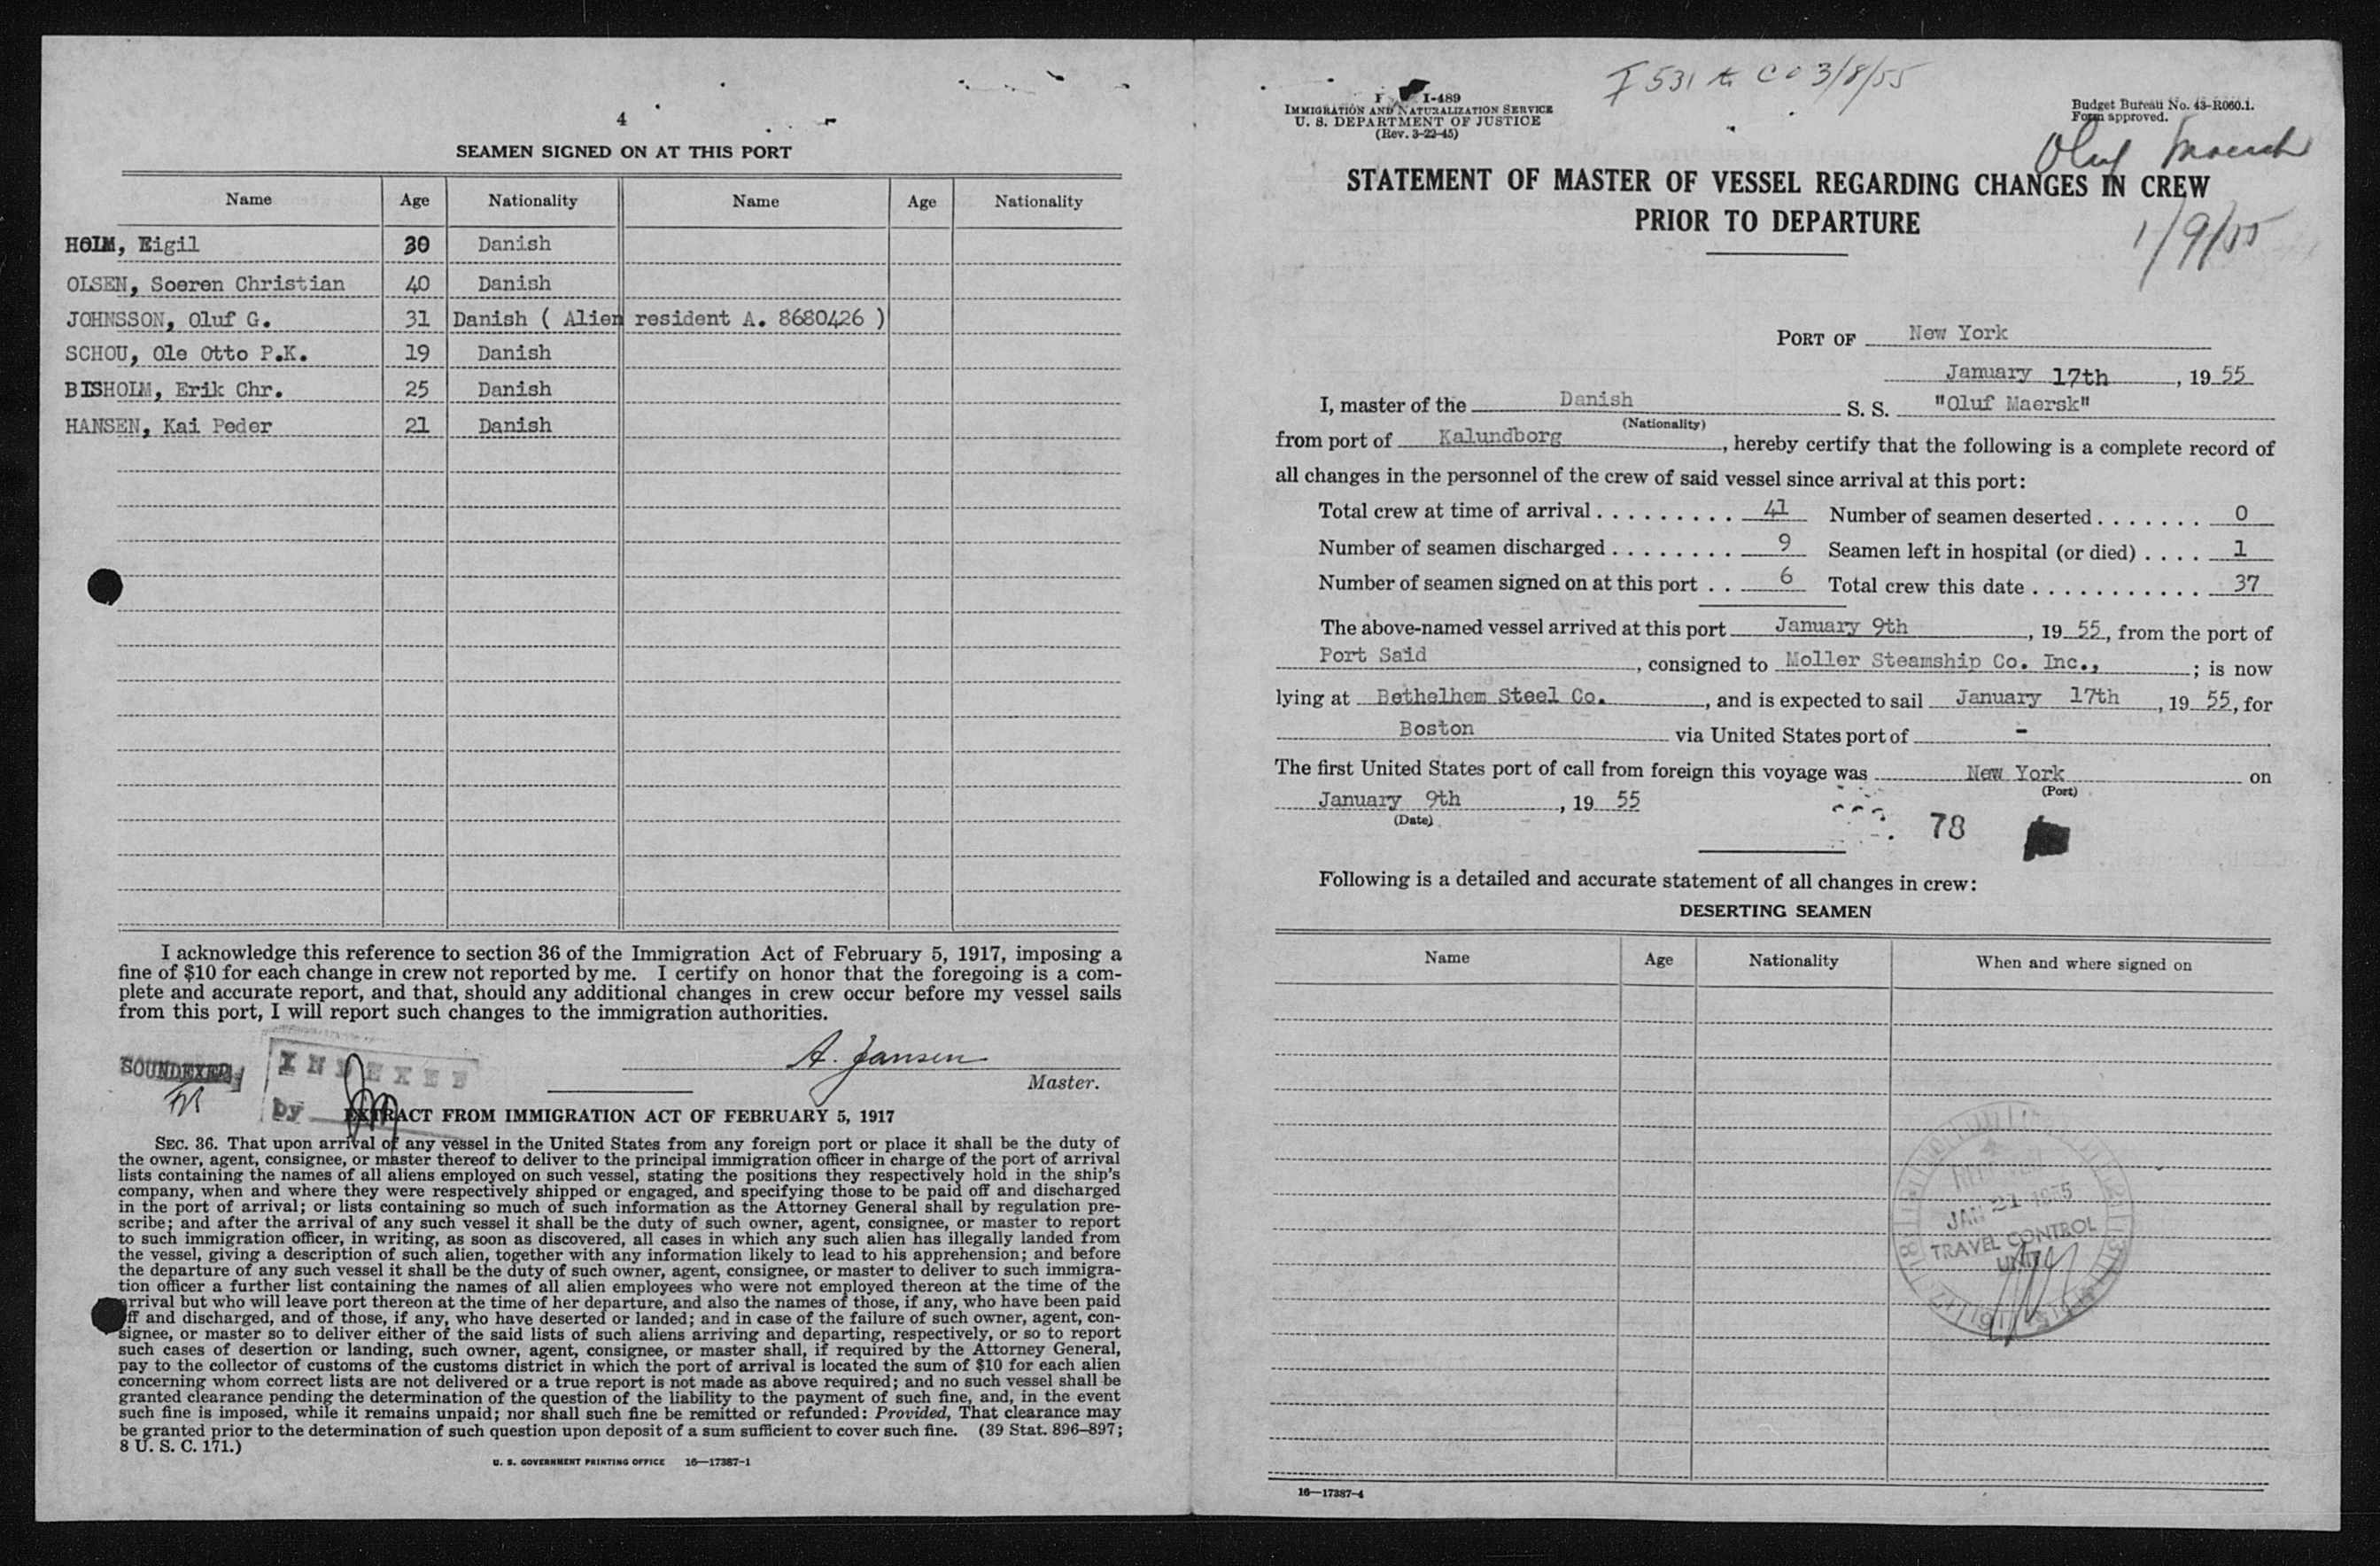 4
SEAMEN SIGNED ON AT THIS PORT
Name Age Nationality Name Age Nationality
HOLM, Eigil 30 Danish
OLSEN, Soeren Christian 40 Danish
JOHNSSON, Oluf G. 31 Danish ( Alien resident A. 8680426 )
SCHOU, Ole Otto P.K. 19 Danish
BISHOLM, Erik Chr. 25 Danish
HANSEN, Kai Peder 21 Danish
I acknowledge this reference to section 36 of the Immigration Act of February 5, 1917, imposing a
fine of $10 for each change in crew not reported by me. I certify on honor that the foregoing is a com-
plete and accurate report, and that, should any additional changes in crew occur before my vessel sails
from this port, I will report such changes to the immigration authorities.
SOUNDEXED
INDEXED
by
A. Jansen
Master.
EXTRACT FROM IMMIGRATION ACT OF FEBRUARY 5, 1917
SEC. 36. That upon arrival of any vessel in the United States from any foreign port or place it shall be the duty of
the owner, agent, consignee, or master thereof to deliver to the principal immigration officer in charge of the port of arrival
lists containing the names of all aliens employed on such vessel, stating the positions they respectively hold in the ship's
company, when and where they were respectively shipped or engaged, and specifying those to be paid off and discharged
in the port of arrival; or lists containing so much of such information as the Attorney General shall by regulation pre-
scribe; and after the arrival of any such vessel it shall be the duty of such owner, agent, consignee, or master to report
to such immigration officer, in writing, as soon as discovered, all cases in which any such alien has illegally landed from
the vessel, giving a description of such alien, together with any information likely to lead to his apprehension; and before
the departure of any such vessel it shall be the duty of such owner, agent, consignee, or master to deliver to such immigra-
tion officer a further list containing the names of all alien employees who were not employed thereon at the time of the
arrival but who will leave port thereon at the time of her departure, and also the names of those, if any, who have been paid
off and discharged, and of those, if any, who have deserted or landed; and in case of the failure of such owner, agent, con-
signee, or master so to deliver either of the said lists of such aliens arriving and departing, respectively, or so to report
such cases of desertion or landing, such owner, agent, consignee, or master shall, if required by the Attorney General,
pay to the collector of customs of the customs district in which the port of arrival is located the sum of $10 for each alien
concerning whom correct lists are not delivered or a true report is not made as above required; and no such vessel shall be
granted clearance pending the determination of the question of the liability to the payment of such fine, and, in the event
such fine is imposed, while it remains unpaid; nor shall such fine be remitted or refunded: Provided, That clearance may
be granted prior to the determination of such question upon deposit of a sum sufficient to cover such fine. (39 Stat. 896–897;
8 U. S. C. 171.)
U. S. GOVERNMENT PRINTING OFFICE 16—17387-1
I-489
IMMIGRATION AND NATURALIZATION SERVICE
U. S. DEPARTMENT OF JUSTICE
(Rev. 3-22-45)
I 531 to CO 3/8/55
Budget Bureau No. 43-R060.1.
Form approved.
Oluf Maersk
STATEMENT OF MASTER OF VESSEL REGARDING CHANGES IN CREW
PRIOR TO DEPARTURE
1/9/55
PORT OF New York
January 17th, 19 55
I, master of the Danish S. S. "Oluf Maersk"
(Nationality)
from port of Kalundborg, hereby certify that the following is a complete record of
all changes in the personnel of the crew of said vessel since arrival at this port:
Total crew at time of arrival . . . . . . . . . 41 Number of seamen deserted . . . . . . . 0
Number of seamen discharged . . . . . . . . 9 Seamen left in hospital (or died) . . . . 1
Number of seamen signed on at this port . . 6 Total crew this date . . . . . . . . . . . 37
The above-named vessel arrived at this port January 9th, 19 55, from the port of
Port Said, consigned to Moller Steamship Co. Inc., ; is now
lying at Bethelhem Steel Co., and is expected to sail January 17th, 19 55, for
Boston via United States port of -
The first United States port of call from foreign this voyage was New York on
(Port)
January 9th, 19 55
(Date)
78
Following is a detailed and accurate statement of all changes in crew:
DESERTING SEAMEN
Name Age Nationality When and where signed on
RECEIVED
JAN 21 1955
TRAVEL CONTROL
UNIT
16—17387-4